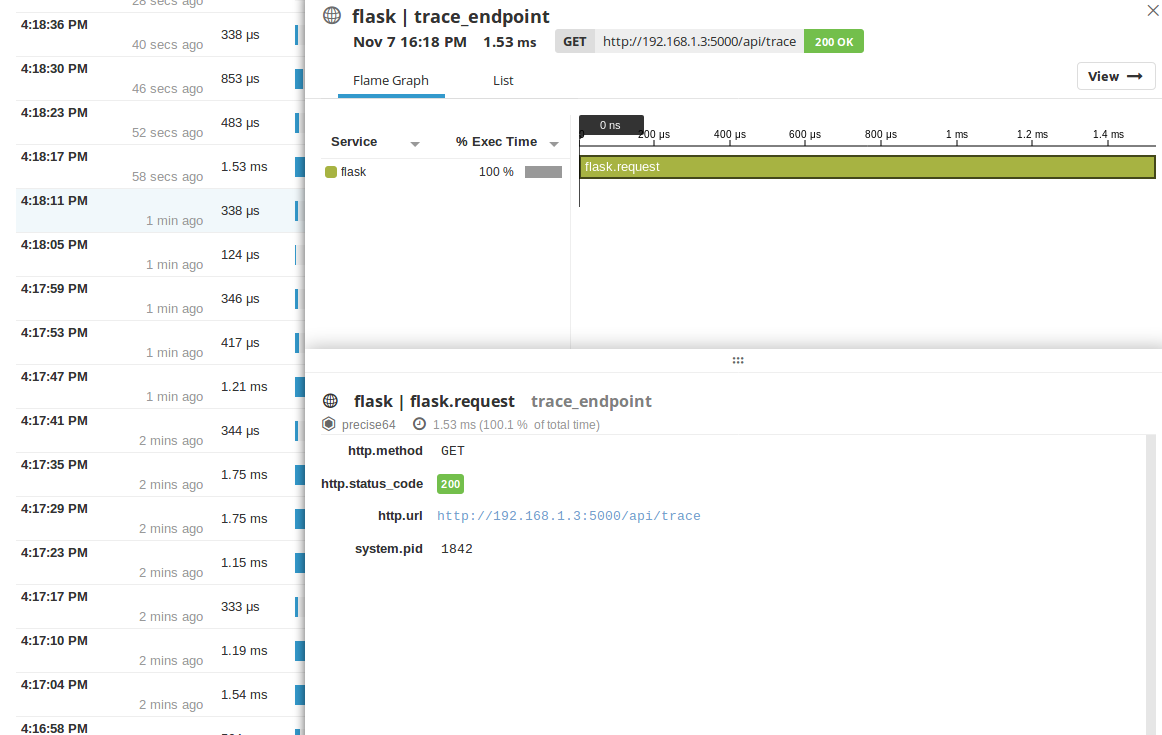 28 secs ago
4:18:36 PM
338 µs
40 secs ago
4:18:30 PM
853 µs
46 secs ago
4:18:23 PM
483 µs
52 secs ago
4:18:17 PM
1.53 ms
58 secs ago
4:18:11 PM
338 µs
1 min ago
4:18:05 PM
124 µs
1 min ago
4:17:59 PM
346 µs
1 min ago
4:17:53 PM
417 µs
1 min ago
4:17:47 PM
1.21 ms
1 min ago
4:17:41 PM
344 µs
2 mins ago
4:17:35 PM
1.75 ms
2 mins ago
4:17:29 PM
1.75 ms
2 mins ago
4:17:23 PM
1.15 ms
2 mins ago
4:17:17 PM
333 µs
2 mins ago
4:17:10 PM
1.19 ms
2 mins ago
4:17:04 PM
1.54 ms
2 mins ago
4:16:58 PM
flask | trace_endpoint
Nov 7 16:18 PM 1.53 ms GET http://192.168.1.3:5000/api/trace 200 OK
Flame Graph List View
Service % Exec Time
flask 100 %
0 ns
0 200 µs 400 µs 600 µs 800 µs 1 ms 1.2 ms 1.4 ms
flask.request
flask | flask.request trace_endpoint
precise64 1.53 ms (100.1 % of total time)
http.method GET
http.status_code 200
http.url http://192.168.1.3:5000/api/trace
system.pid 1842